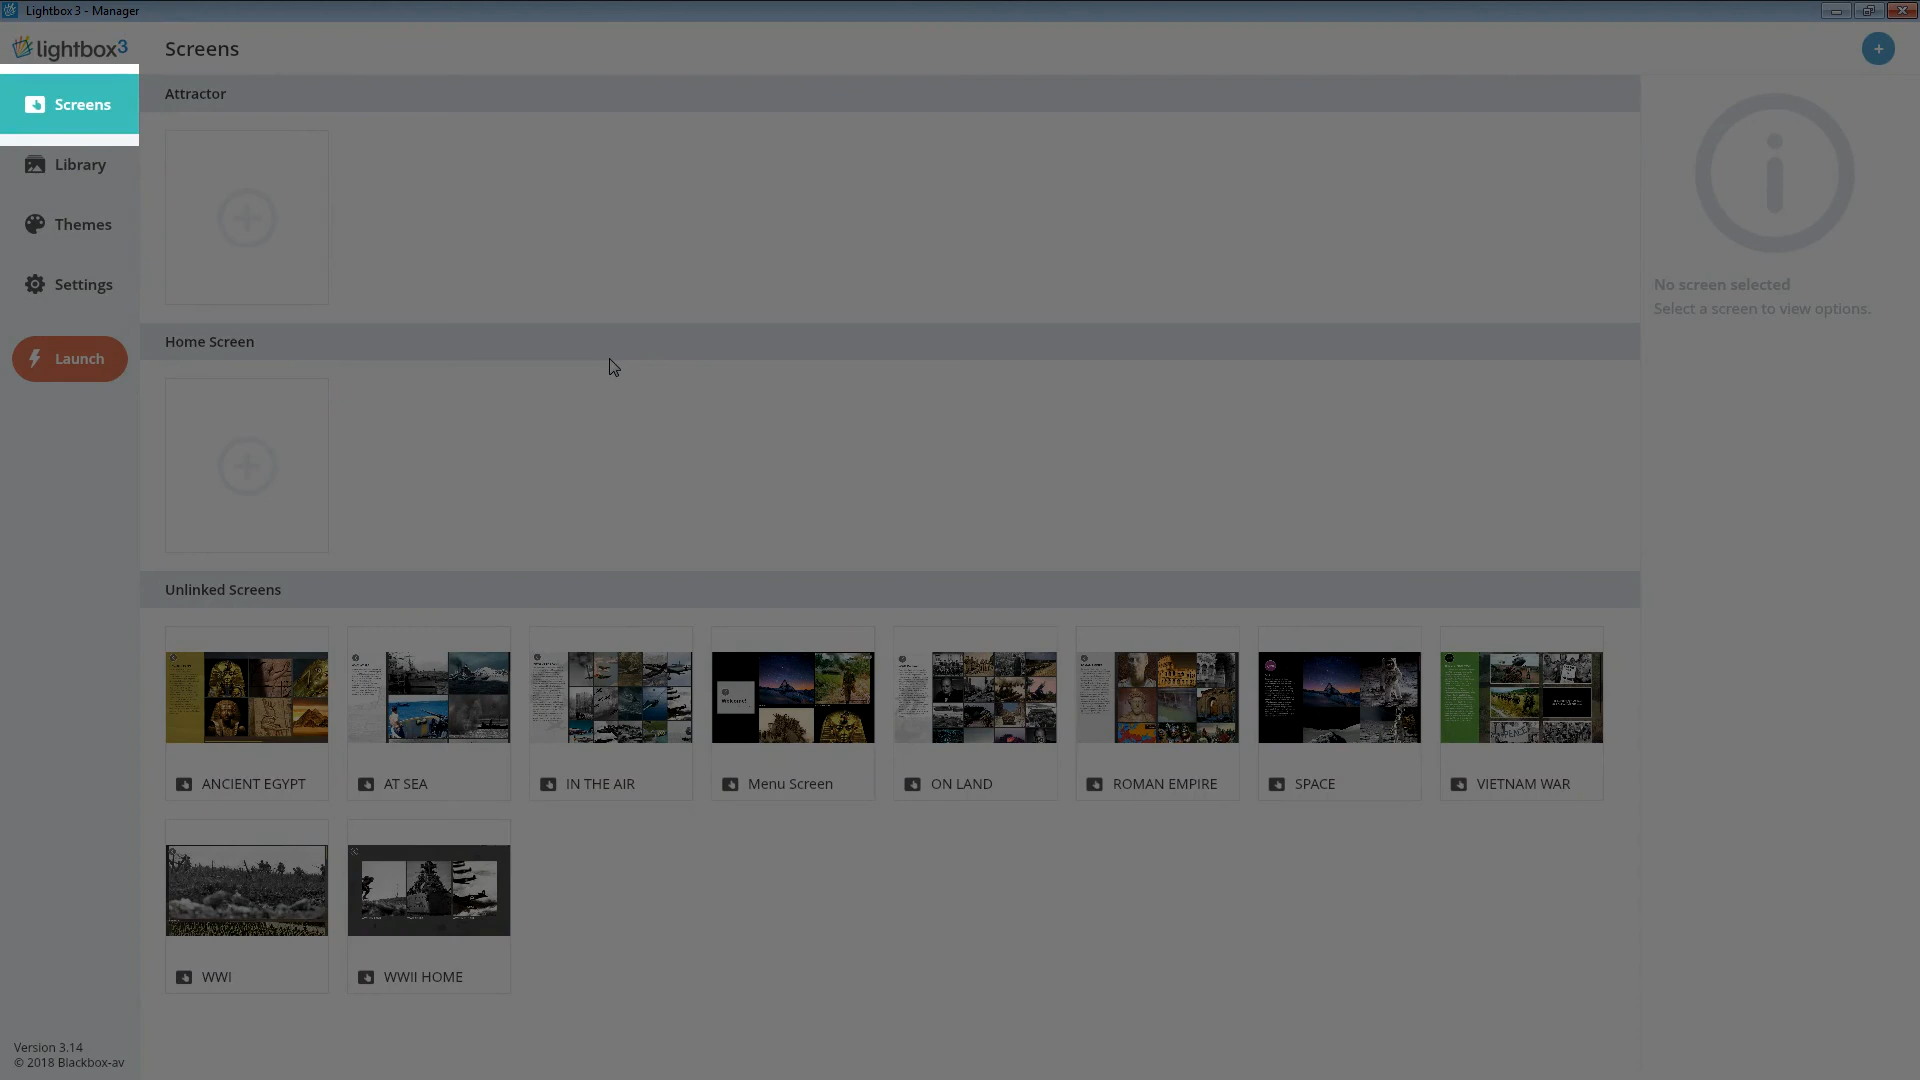 Lightbox 3 - Manager
lightbox3
Screens
+
Screens
Library
Themes
Settings
Launch
Attractor
Home Screen
Unlinked Screens
ANCIENT EGYPT
AT SEA
IN THE AIR
Menu Screen
ON LAND
ROMAN EMPIRE
SPACE
VIETNAM WAR
Welcome!
WWI
WWII HOME
No screen selected
Select a screen to view options.
Version 3.14
© 2018 Blackbox-av